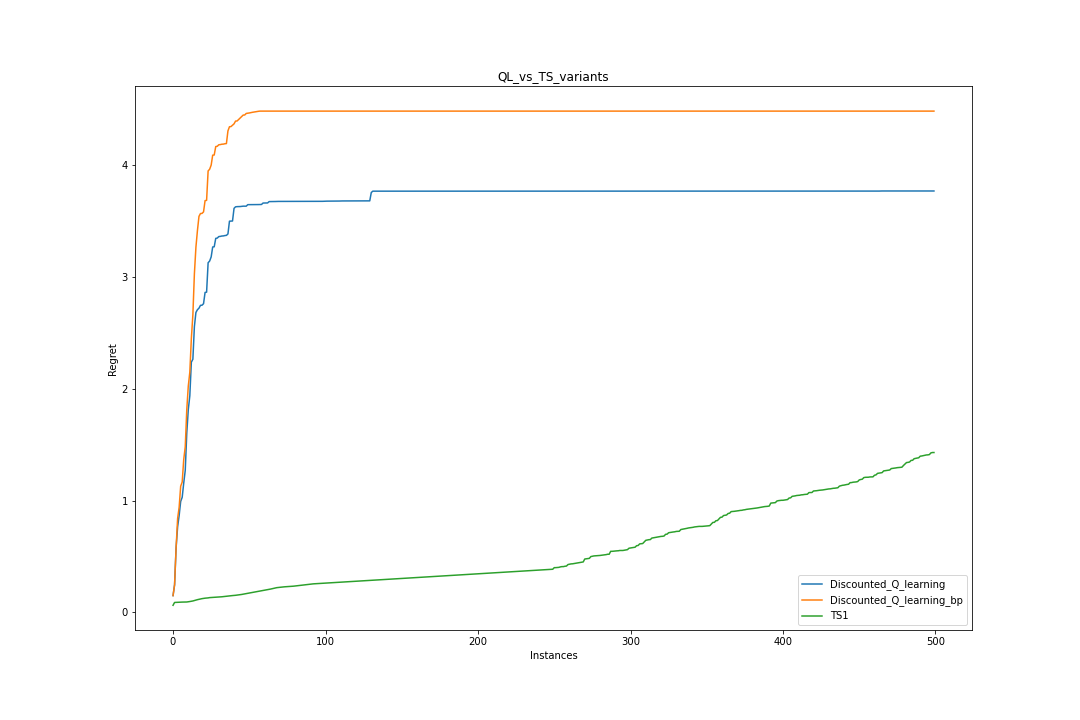 QL_vs_TS_variants
4
3
2
1
0
Regret
0 100 200 300 400 500
Instances
Discounted_Q_learning
Discounted_Q_learning_bp
TS1